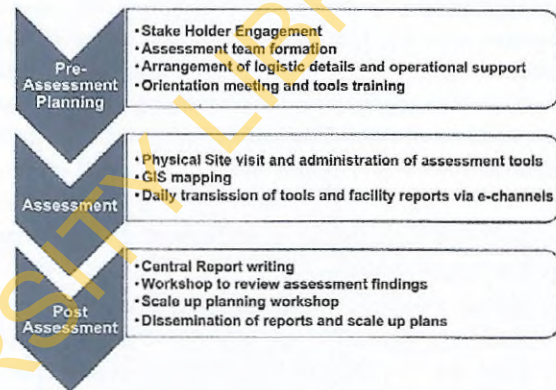 Pre-
Assessment
Planning
• Stake Holder Engagement
• Assessment team formation
• Arrangement of logistic details and operational support
• Orientation meeting and tools training
Assessment
• Physical Site visit and administration of assessment tools
• GIS mapping
• Daily transission of tools and facility reports via e-channels
Post
Assessment
• Central Report writing
• Workshop to review assessment findings
• Scale up planning workshop
• Dissemination of reports and scale up plans
RSITY LIBR